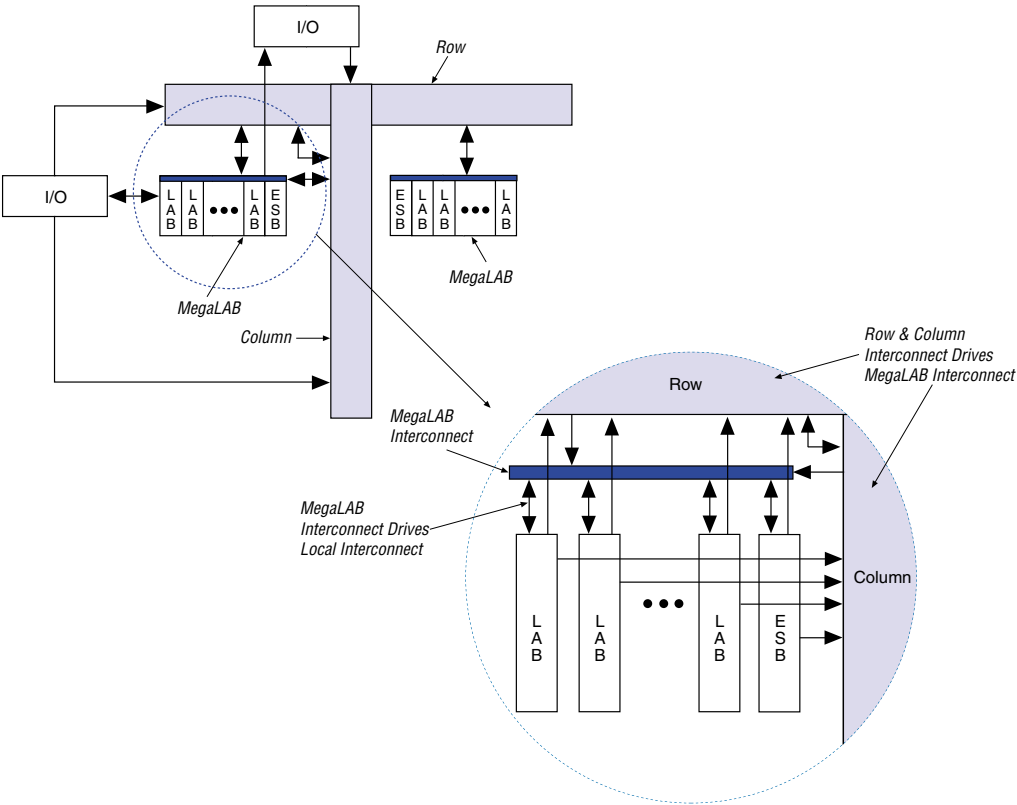 I/O
Row
I/O
L
A
B
L
A
B
L
A
B
E
S
B
E
S
B
L
A
B
L
A
B
L
A
B
MegaLAB
MegaLAB
Column
Row & Column
Interconnect Drives
MegaLAB Interconnect
Row
MegaLAB
Interconnect
MegaLAB
Interconnect Drives
Local Interconnect
Column
L
A
B
L
A
B
L
A
B
E
S
B